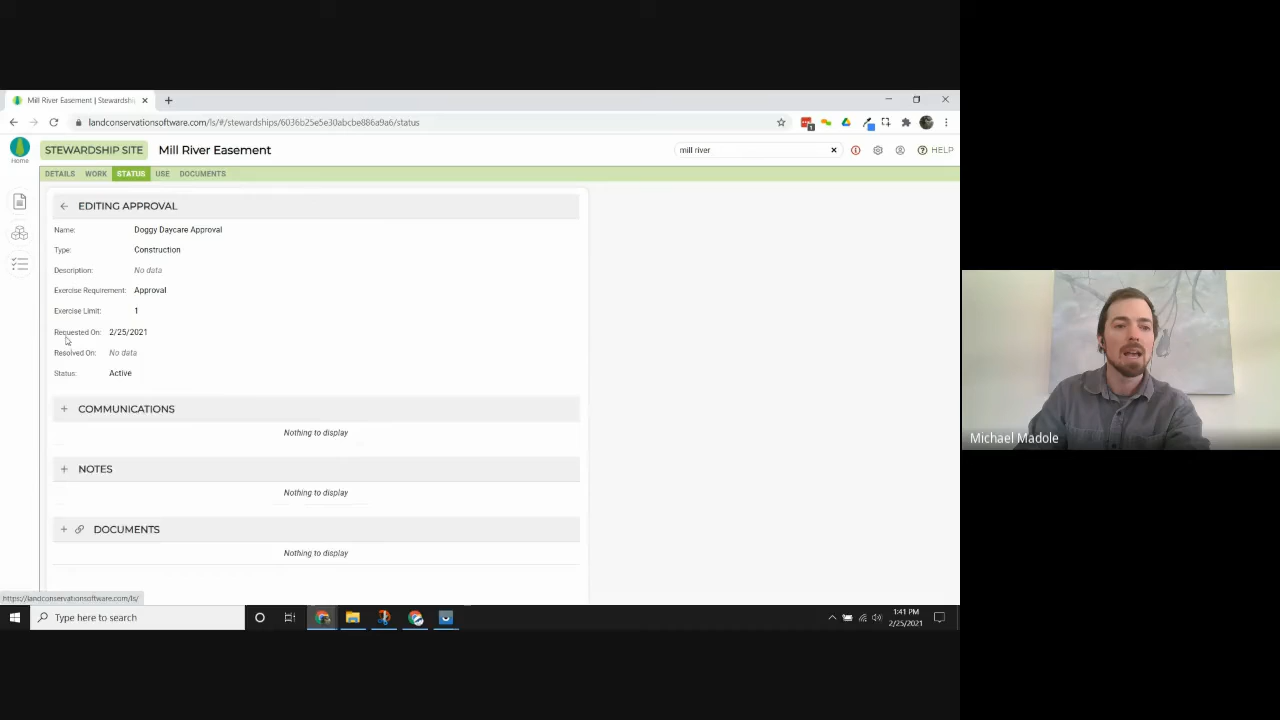 Mill River Easement | Stewardshi
landconservationsoftware.com/ls/#/stewardships/6036b25e5e30abcbe886a9a6/status
Home
STEWARDSHIP SITE
Mill River Easement
mill river
HELP
DETAILS
WORK
STATUS
USE
DOCUMENTS
EDITING APPROVAL
Name: Doggy Daycare Approval
Type: Construction
Description: No data
Exercise Requirement: Approval
Exercise Limit: 1
Requested On: 2/25/2021
Resolved On: No data
Status: Active
COMMUNICATIONS
Nothing to display
NOTES
Nothing to display
DOCUMENTS
Nothing to display
https://landconservationsoftware.com/ls/
Type here to search
1:41 PM
2/25/2021
Michael Madole